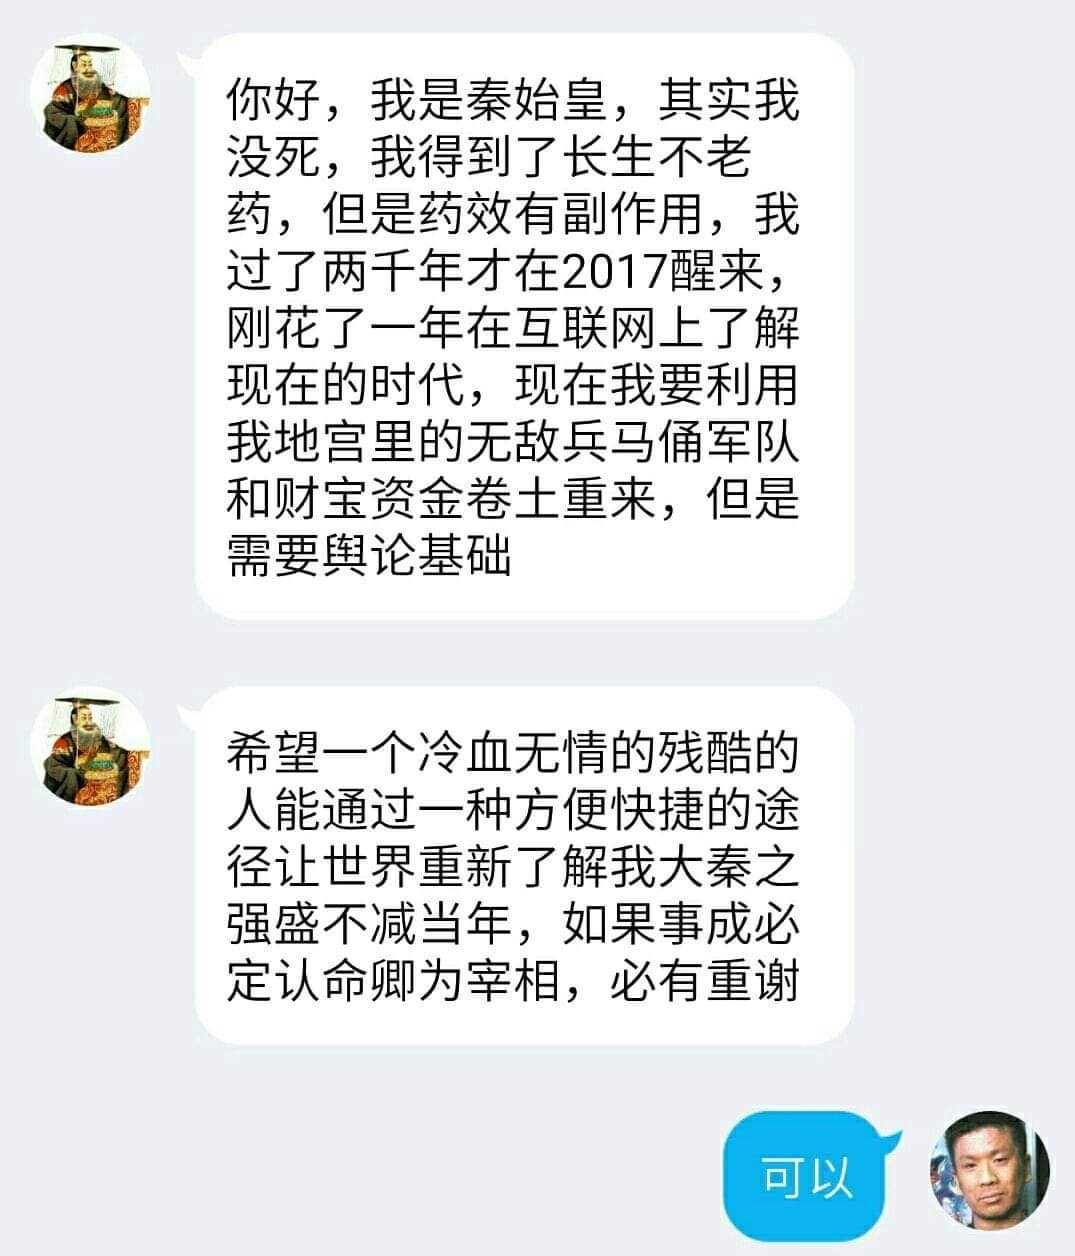 你好，我是秦始皇，其实我
没死，我得到了长生不老
药，但是药效有副作用，我
过了两千年才在2017醒来，
刚花了一年在互联网上了解
现在的时代，现在我要利用
我地宫里的无敌兵马俑军队
和财宝资金卷土重来，但是
需要舆论基础
希望一个冷血无情的残酷的
人能通过一种方便快捷的途
径让世界重新了解我大秦之
强盛不减当年，如果事成必
定认命卿为宰相，必有重谢
可以